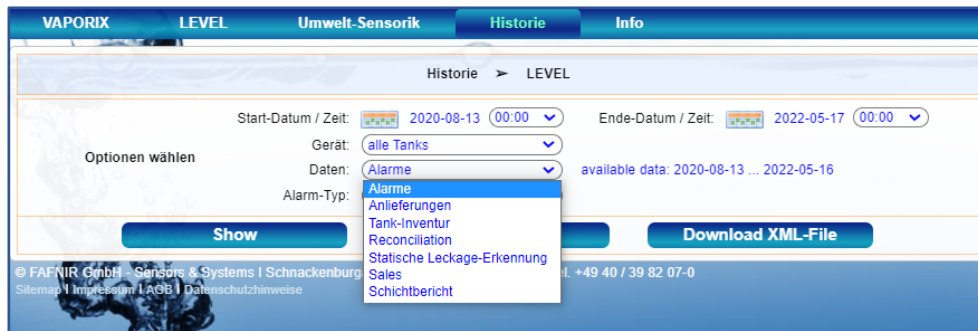 VAPORIX LEVEL Umwelt-Sensorik Historie Info
Historie ➢ LEVEL
Start-Datum / Zeit: 2020-08-13 00:00 Ende-Datum / Zeit: 2022-05-17 00:00
Gerät: alle Tanks
Optionen wählen
Daten: Alarme available data: 2020-08-13 ... 2022-05-16
Alarm-Typ:
Alarme
Anlieferungen
Tank-Inventur
Reconciliation
Statische Leckage-Erkennung
Sales
Schichtbericht
Show Download XML-File
© FAFNIR GmbH - Sensors & Systems I Schnackenburg +49 40 / 39 82 07-0
Sitemap I Impressum I AGB I Datenschutzhinweise